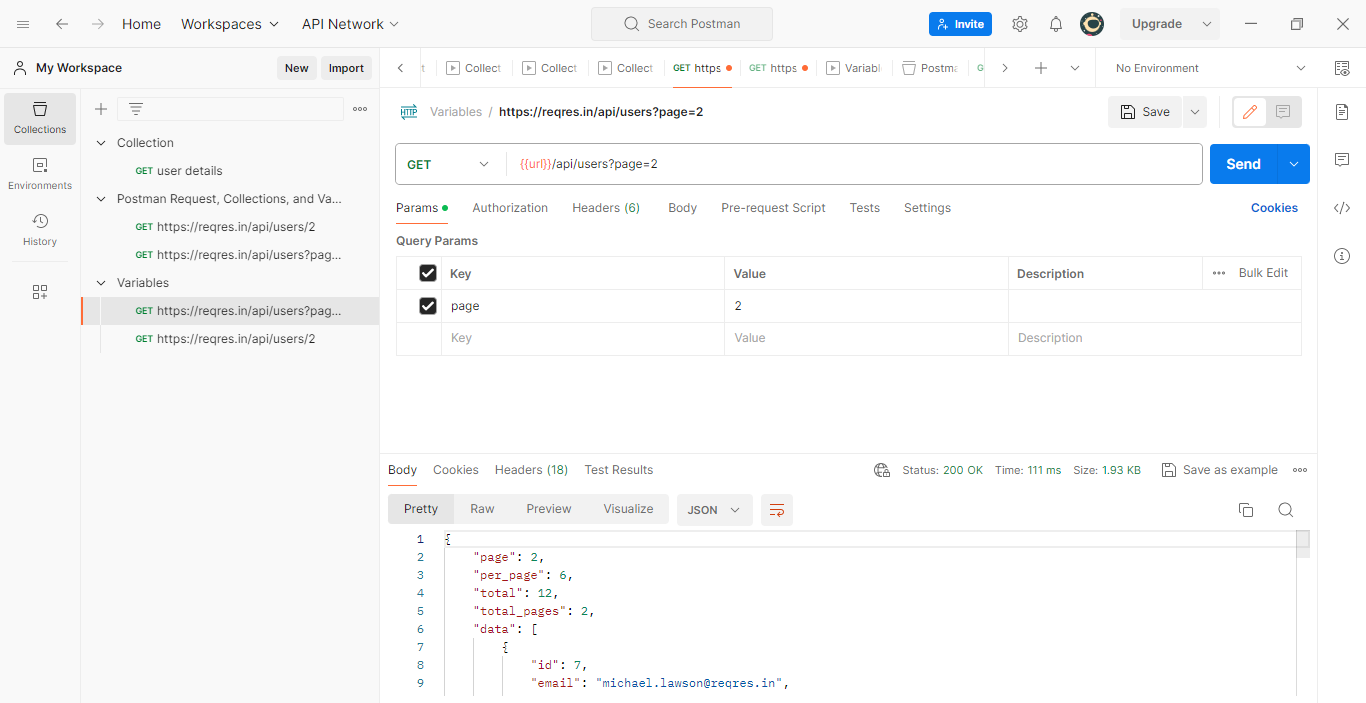 Home Workspaces API Network Search Postman Invite Upgrade
My Workspace New Import
t Collect Collect Collect GET https GET https Variabl Postma G No Environment
Collections
Environments
History
Collection
GET user details
Postman Request, Collections, and Va...
GET https://reqres.in/api/users/2
GET https://reqres.in/api/users?pag...
Variables
GET https://reqres.in/api/users?pag...
GET https://reqres.in/api/users/2
HTTP Variables / https://reqres.in/api/users?page=2 Save
GET {{url}}/api/users?page=2 Send
Params Authorization Headers (6) Body Pre-request Script Tests Settings Cookies
Query Params
Key Value Description Bulk Edit
page 2
Key Value Description
Body Cookies Headers (18) Test Results Status: 200 OK Time: 111 ms Size: 1.93 KB Save as example
Pretty Raw Preview Visualize JSON
1 {
2 "page": 2,
3 "per_page": 6,
4 "total": 12,
5 "total_pages": 2,
6 "data": [
7 {
8 "id": 7,
9 "email": "michael.lawson@reqres.in",